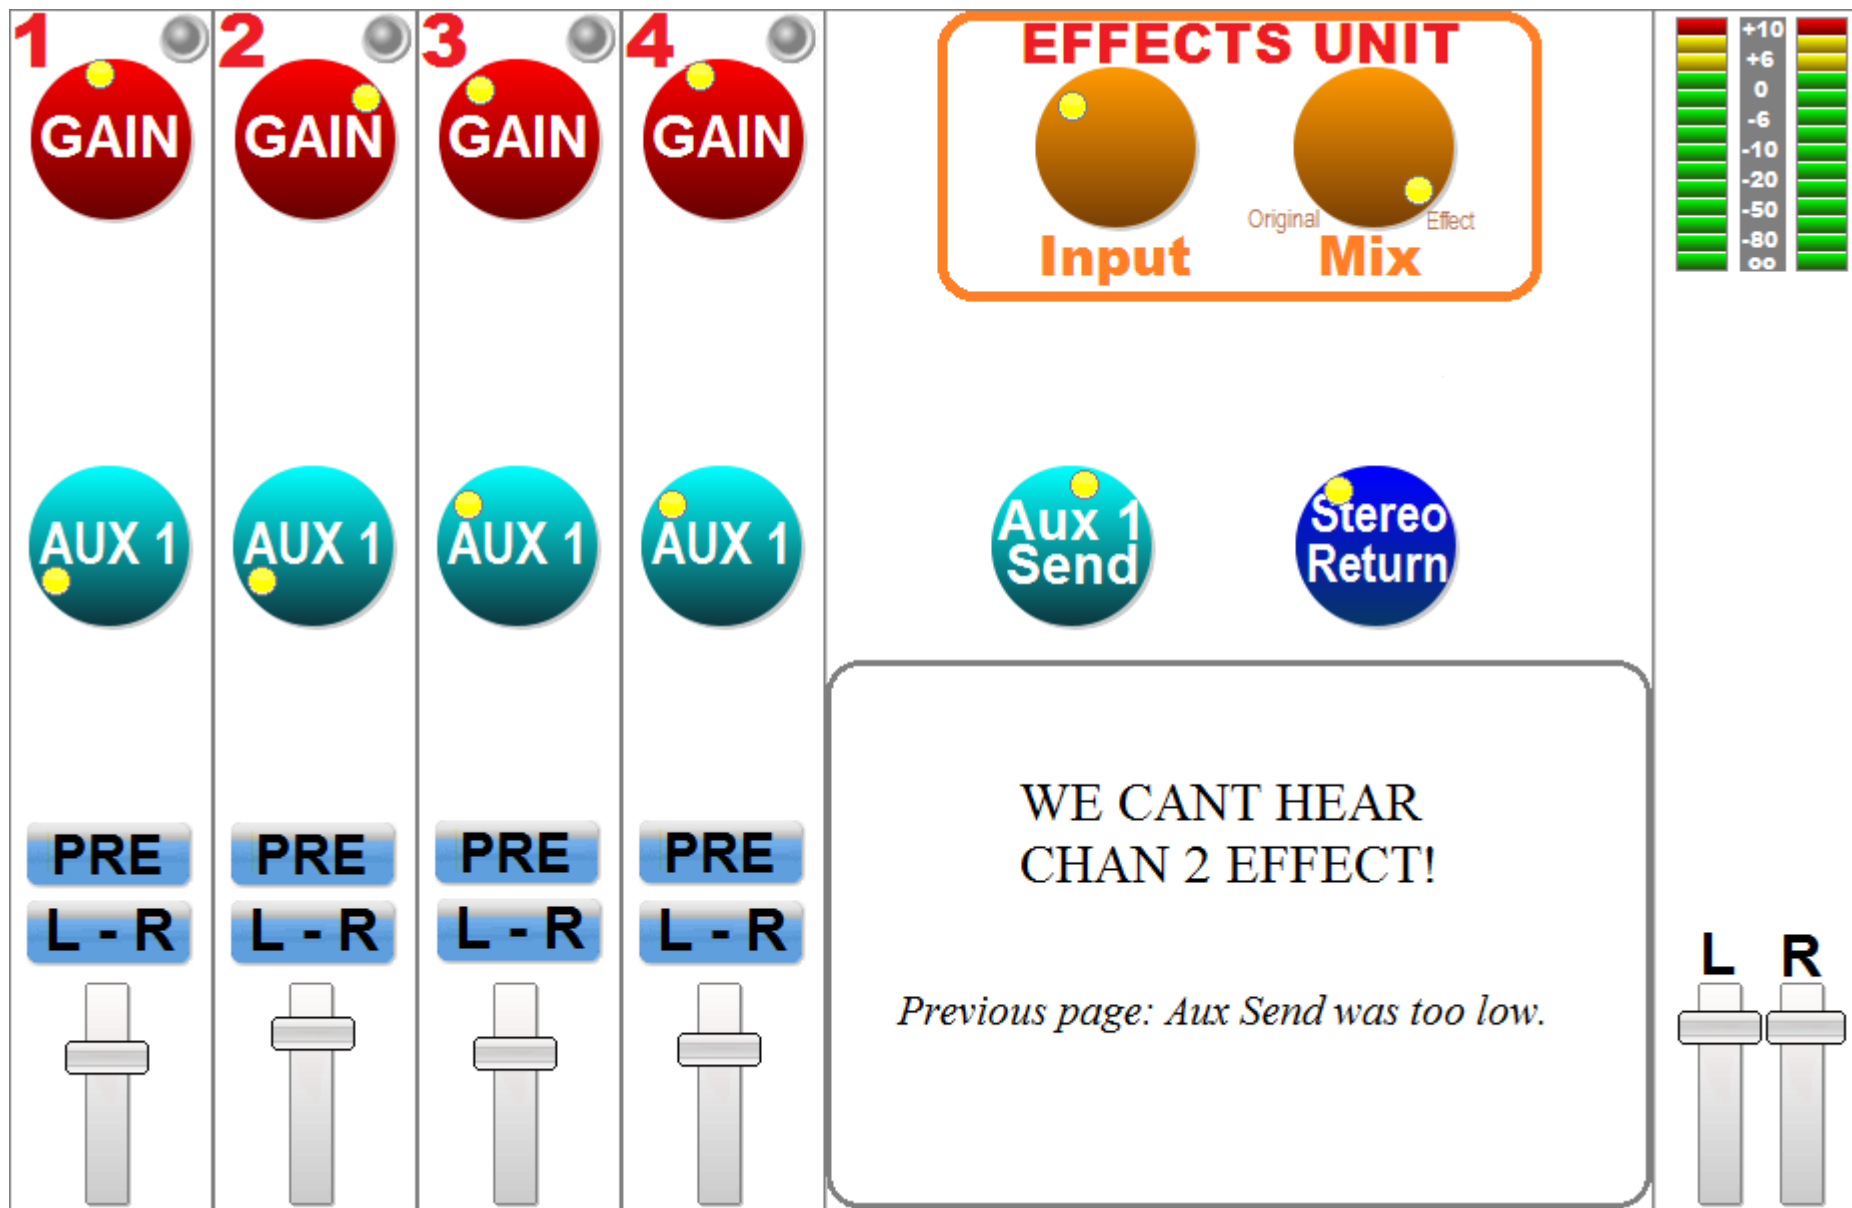 1
GAIN
AUX 1
PRE
L - R
2
GAIN
AUX 1
PRE
L - R
3
GAIN
AUX 1
PRE
L - R
4
GAIN
AUX 1
PRE
L - R
EFFECTS UNIT
Input
Original
Effect
Mix
Aux 1
Send
Stereo
Return
WE CANT HEAR
CHAN 2 EFFECT!
Previous page: Aux Send was too low.
+10
+6
0
-6
-10
-20
-50
-80
oo
L R